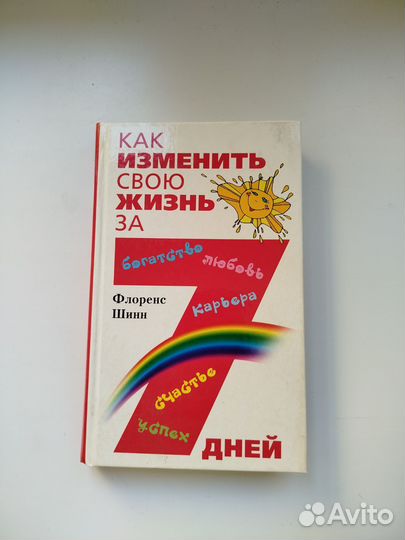 КАК
ИЗМЕНИТЬ
СВОЮ
ЖИЗНЬ
ЗА
7
богатство
любовь
карьера
Флоренс
Шинн
счастье
успех
ДНЕЙ
Avito